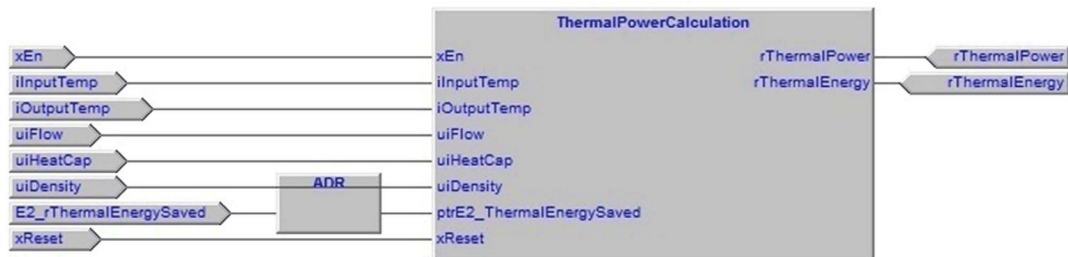 ThermalPowerCalculation
xEn xEn rThermalPower rThermalPower
iInputTemp iInputTemp rThermalEnergy rThermalEnergy
iOutputTemp iOutputTemp
uiFlow uiFlow
uiHeatCap uiHeatCap
uiDensity ADR uiDensity
E2_rThermalEnergySaved ptrE2_ThermalEnergySaved
xReset xReset